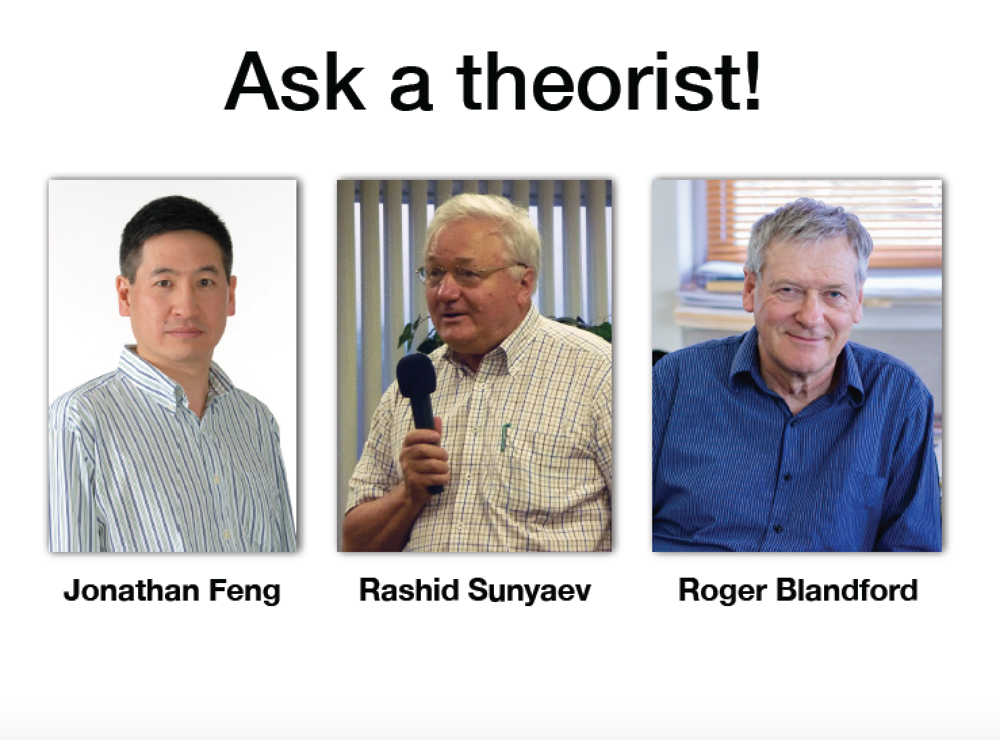 Ask a theorist!
Jonathan Feng
Rashid Sunyaev
Roger Blandford